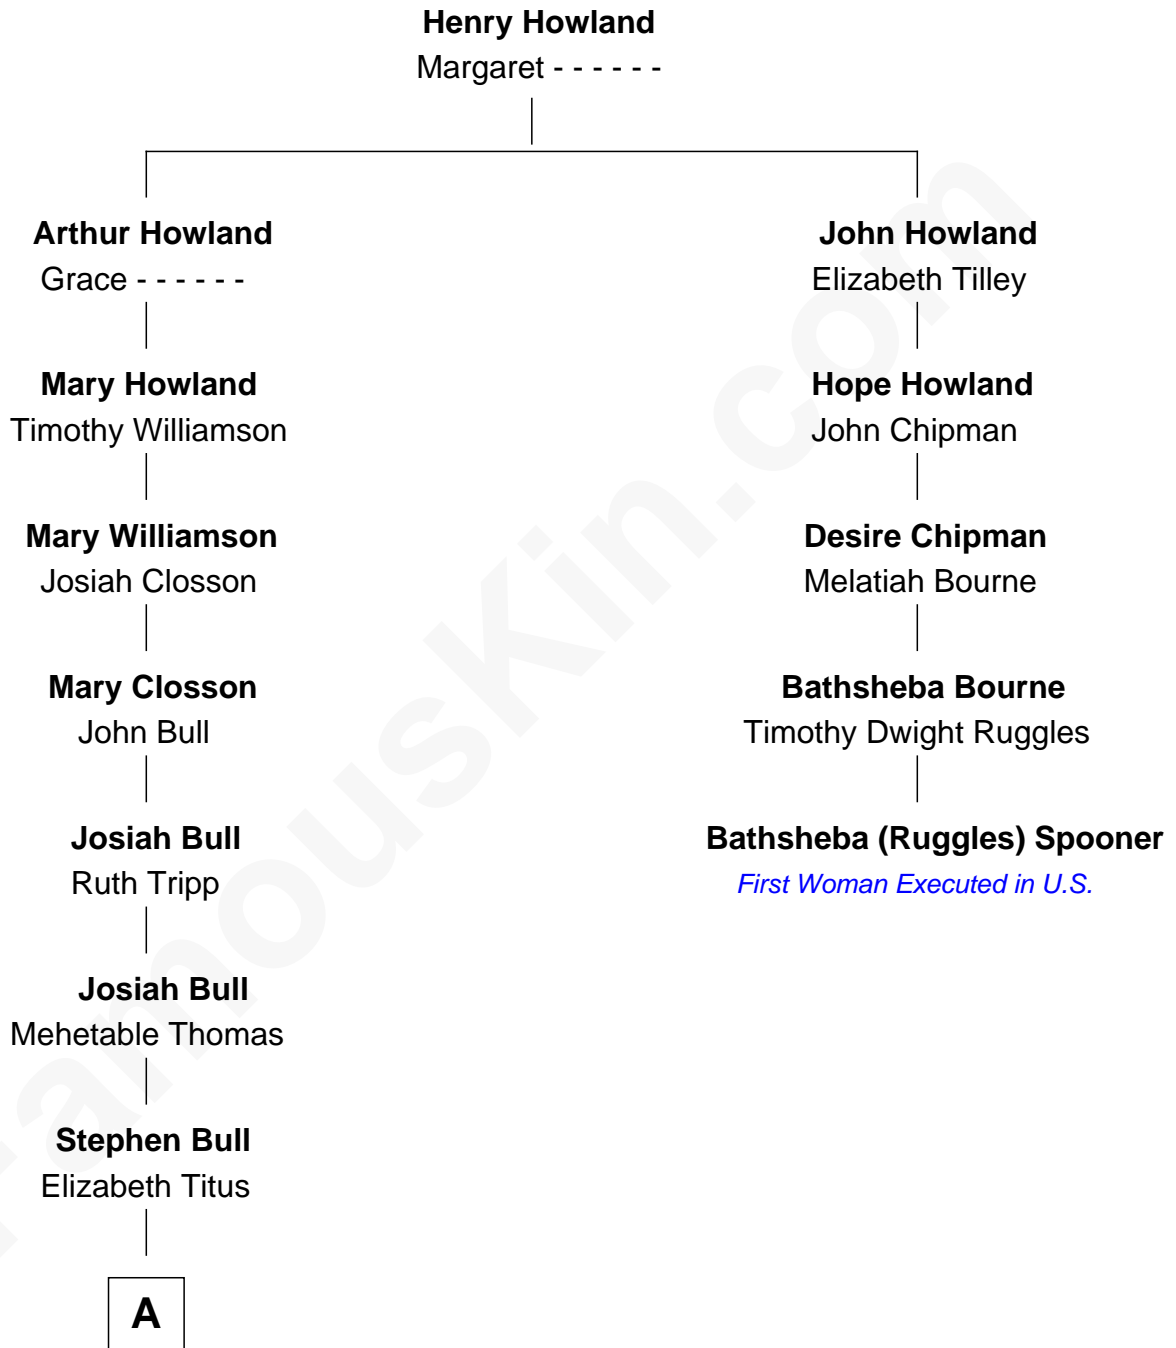 Henry Howland
Margaret - - - - - -
Arthur Howland
Grace - - - - - -
John Howland
Elizabeth Tilley
Mary Howland
Timothy Williamson
Hope Howland
John Chipman
Mary Williamson
Josiah Closson
Desire Chipman
Melatiah Bourne
Mary Closson
John Bull
Bathsheba Bourne
Timothy Dwight Ruggles
Josiah Bull
Ruth Tripp
Bathsheba (Ruggles) Spooner
First Woman Executed in U.S.
Josiah Bull
Mehetable Thomas
Stephen Bull
Elizabeth Titus
A
FamousKin.com